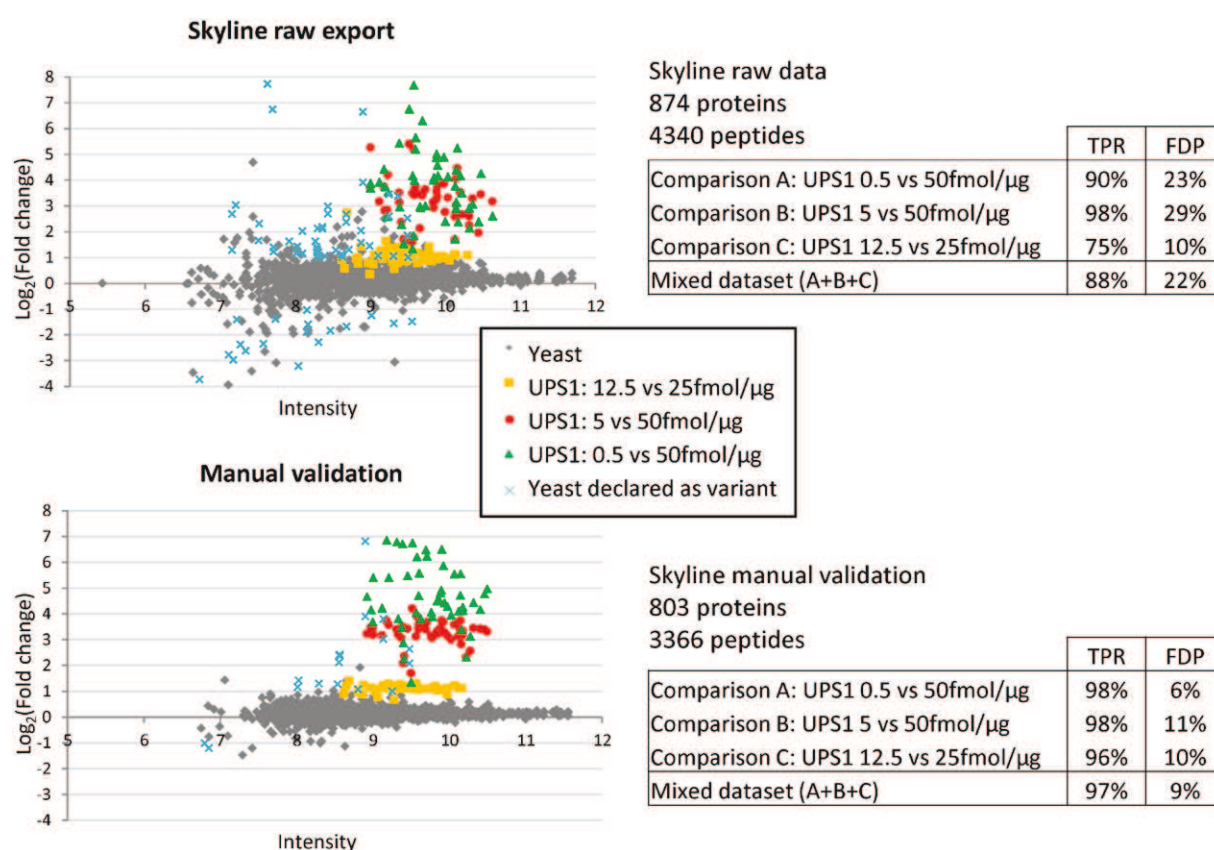 Skyline raw export
8
7
6
5
4
3
2
1
0
-1
-2
-3
-4
Log₂(Fold change)
5 6 7 8 9 10 11 12
Intensity
Skyline raw data
874 proteins
4340 peptides
TPR FDP
Comparison A: UPS1 0.5 vs 50fmol/µg 90% 23%
Comparison B: UPS1 5 vs 50fmol/µg 98% 29%
Comparison C: UPS1 12.5 vs 25fmol/µg 75% 10%
Mixed dataset (A+B+C) 88% 22%
Yeast
UPS1: 12.5 vs 25fmol/µg
UPS1: 5 vs 50fmol/µg
UPS1: 0.5 vs 50fmol/µg
Yeast declared as variant
Manual validation
8
7
6
5
4
3
2
1
0
-1
-2
-3
-4
Log₂(Fold change)
5 6 7 8 9 10 11 12
Intensity
Skyline manual validation
803 proteins
3366 peptides
TPR FDP
Comparison A: UPS1 0.5 vs 50fmol/µg 98% 6%
Comparison B: UPS1 5 vs 50fmol/µg 98% 11%
Comparison C: UPS1 12.5 vs 25fmol/µg 96% 10%
Mixed dataset (A+B+C) 97% 9%